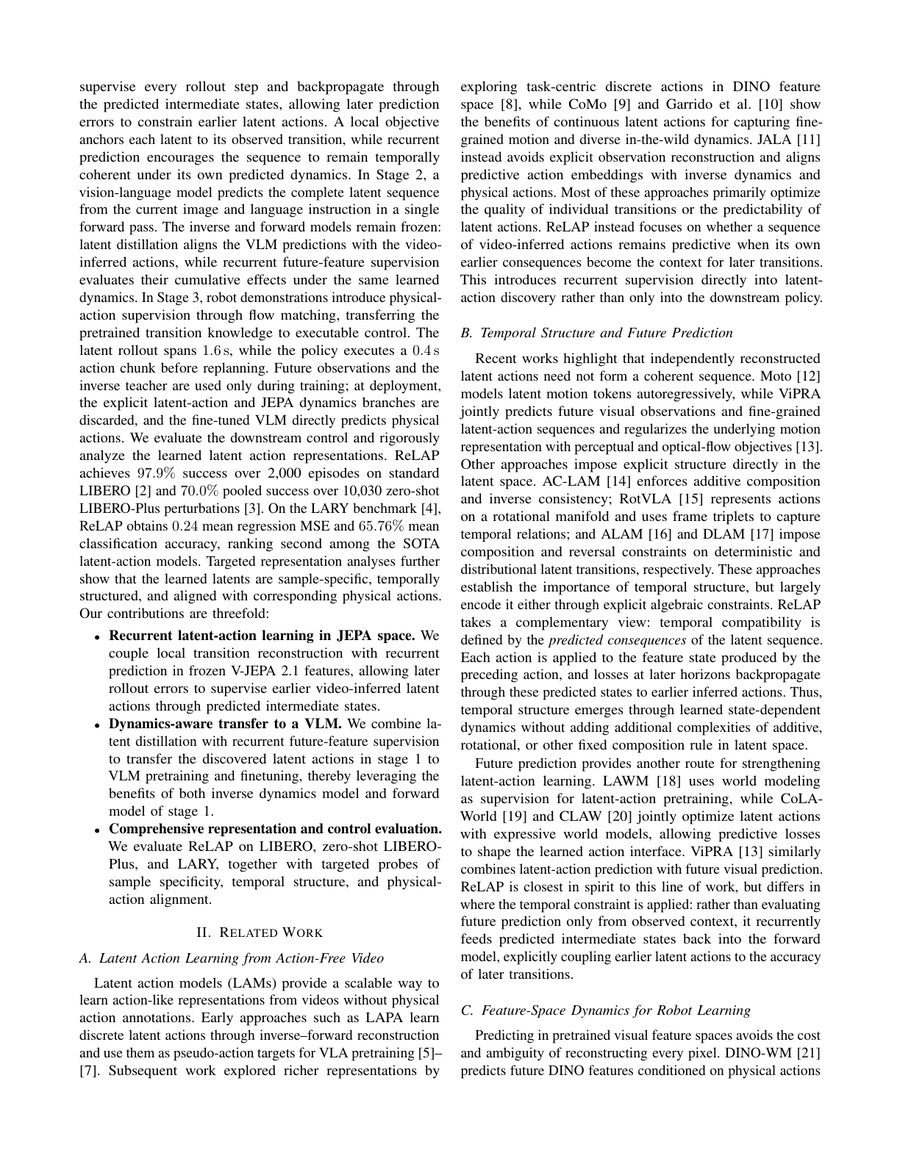 supervise every rollout step and backpropagate through
the predicted intermediate states, allowing later prediction
errors to constrain earlier latent actions. A local objective
anchors each latent to its observed transition, while recurrent
prediction encourages the sequence to remain temporally
coherent under its own predicted dynamics. In Stage 2, a
vision-language model predicts the complete latent sequence
from the current image and language instruction in a single
forward pass. The inverse and forward models remain frozen:
latent distillation aligns the VLM predictions with the video-
inferred actions, while recurrent future-feature supervision
evaluates their cumulative effects under the same learned
dynamics. In Stage 3, robot demonstrations introduce physical-
action supervision through flow matching, transferring the
pretrained transition knowledge to executable control. The
latent rollout spans 1.6 s, while the policy executes a 0.4 s
action chunk before replanning. Future observations and the
inverse teacher are used only during training; at deployment,
the explicit latent-action and JEPA dynamics branches are
discarded, and the fine-tuned VLM directly predicts physical
actions. We evaluate the downstream control and rigorously
analyze the learned latent action representations. ReLAP
achieves 97.9% success over 2,000 episodes on standard
LIBERO [2] and 70.0% pooled success over 10,030 zero-shot
LIBERO-Plus perturbations [3]. On the LARY benchmark [4],
ReLAP obtains 0.24 mean regression MSE and 65.76% mean
classification accuracy, ranking second among the SOTA
latent-action models. Targeted representation analyses further
show that the learned latents are sample-specific, temporally
structured, and aligned with corresponding physical actions.
Our contributions are threefold:
• Recurrent latent-action learning in JEPA space. We
couple local transition reconstruction with recurrent
prediction in frozen V-JEPA 2.1 features, allowing later
rollout errors to supervise earlier video-inferred latent
actions through predicted intermediate states.
• Dynamics-aware transfer to a VLM. We combine la-
tent distillation with recurrent future-feature supervision
to transfer the discovered latent actions in stage 1 to
VLM pretraining and finetuning, thereby leveraging the
benefits of both inverse dynamics model and forward
model of stage 1.
• Comprehensive representation and control evaluation.
We evaluate ReLAP on LIBERO, zero-shot LIBERO-
Plus, and LARY, together with targeted probes of
sample specificity, temporal structure, and physical-
action alignment.
II. RELATED WORK
A. Latent Action Learning from Action-Free Video
Latent action models (LAMs) provide a scalable way to
learn action-like representations from videos without physical
action annotations. Early approaches such as LAPA learn
discrete latent actions through inverse–forward reconstruction
and use them as pseudo-action targets for VLA pretraining [5]–
[7]. Subsequent work explored richer representations by
exploring task-centric discrete actions in DINO feature
space [8], while CoMo [9] and Garrido et al. [10] show
the benefits of continuous latent actions for capturing fine-
grained motion and diverse in-the-wild dynamics. JALA [11]
instead avoids explicit observation reconstruction and aligns
predictive action embeddings with inverse dynamics and
physical actions. Most of these approaches primarily optimize
the quality of individual transitions or the predictability of
latent actions. ReLAP instead focuses on whether a sequence
of video-inferred actions remains predictive when its own
earlier consequences become the context for later transitions.
This introduces recurrent supervision directly into latent-
action discovery rather than only into the downstream policy.
B. Temporal Structure and Future Prediction
Recent works highlight that independently reconstructed
latent actions need not form a coherent sequence. Moto [12]
models latent motion tokens autoregressively, while ViPRA
jointly predicts future visual observations and fine-grained
latent-action sequences and regularizes the underlying motion
representation with perceptual and optical-flow objectives [13].
Other approaches impose explicit structure directly in the
latent space. AC-LAM [14] enforces additive composition
and inverse consistency; RotVLA [15] represents actions
on a rotational manifold and uses frame triplets to capture
temporal relations; and ALAM [16] and DLAM [17] impose
composition and reversal constraints on deterministic and
distributional latent transitions, respectively. These approaches
establish the importance of temporal structure, but largely
encode it either through explicit algebraic constraints. ReLAP
takes a complementary view: temporal compatibility is
defined by the predicted consequences of the latent sequence.
Each action is applied to the feature state produced by the
preceding action, and losses at later horizons backpropagate
through these predicted states to earlier inferred actions. Thus,
temporal structure emerges through learned state-dependent
dynamics without adding additional complexities of additive,
rotational, or other fixed composition rule in latent space.
Future prediction provides another route for strengthening
latent-action learning. LAWM [18] uses world modeling
as supervision for latent-action pretraining, while CoLA-
World [19] and CLAW [20] jointly optimize latent actions
with expressive world models, allowing predictive losses
to shape the learned action interface. ViPRA [13] similarly
combines latent-action prediction with future visual prediction.
ReLAP is closest in spirit to this line of work, but differs in
where the temporal constraint is applied: rather than evaluating
future prediction only from observed context, it recurrently
feeds predicted intermediate states back into the forward
model, explicitly coupling earlier latent actions to the accuracy
of later transitions.
C. Feature-Space Dynamics for Robot Learning
Predicting in pretrained visual feature spaces avoids the cost
and ambiguity of reconstructing every pixel. DINO-WM [21]
predicts future DINO features conditioned on physical actions